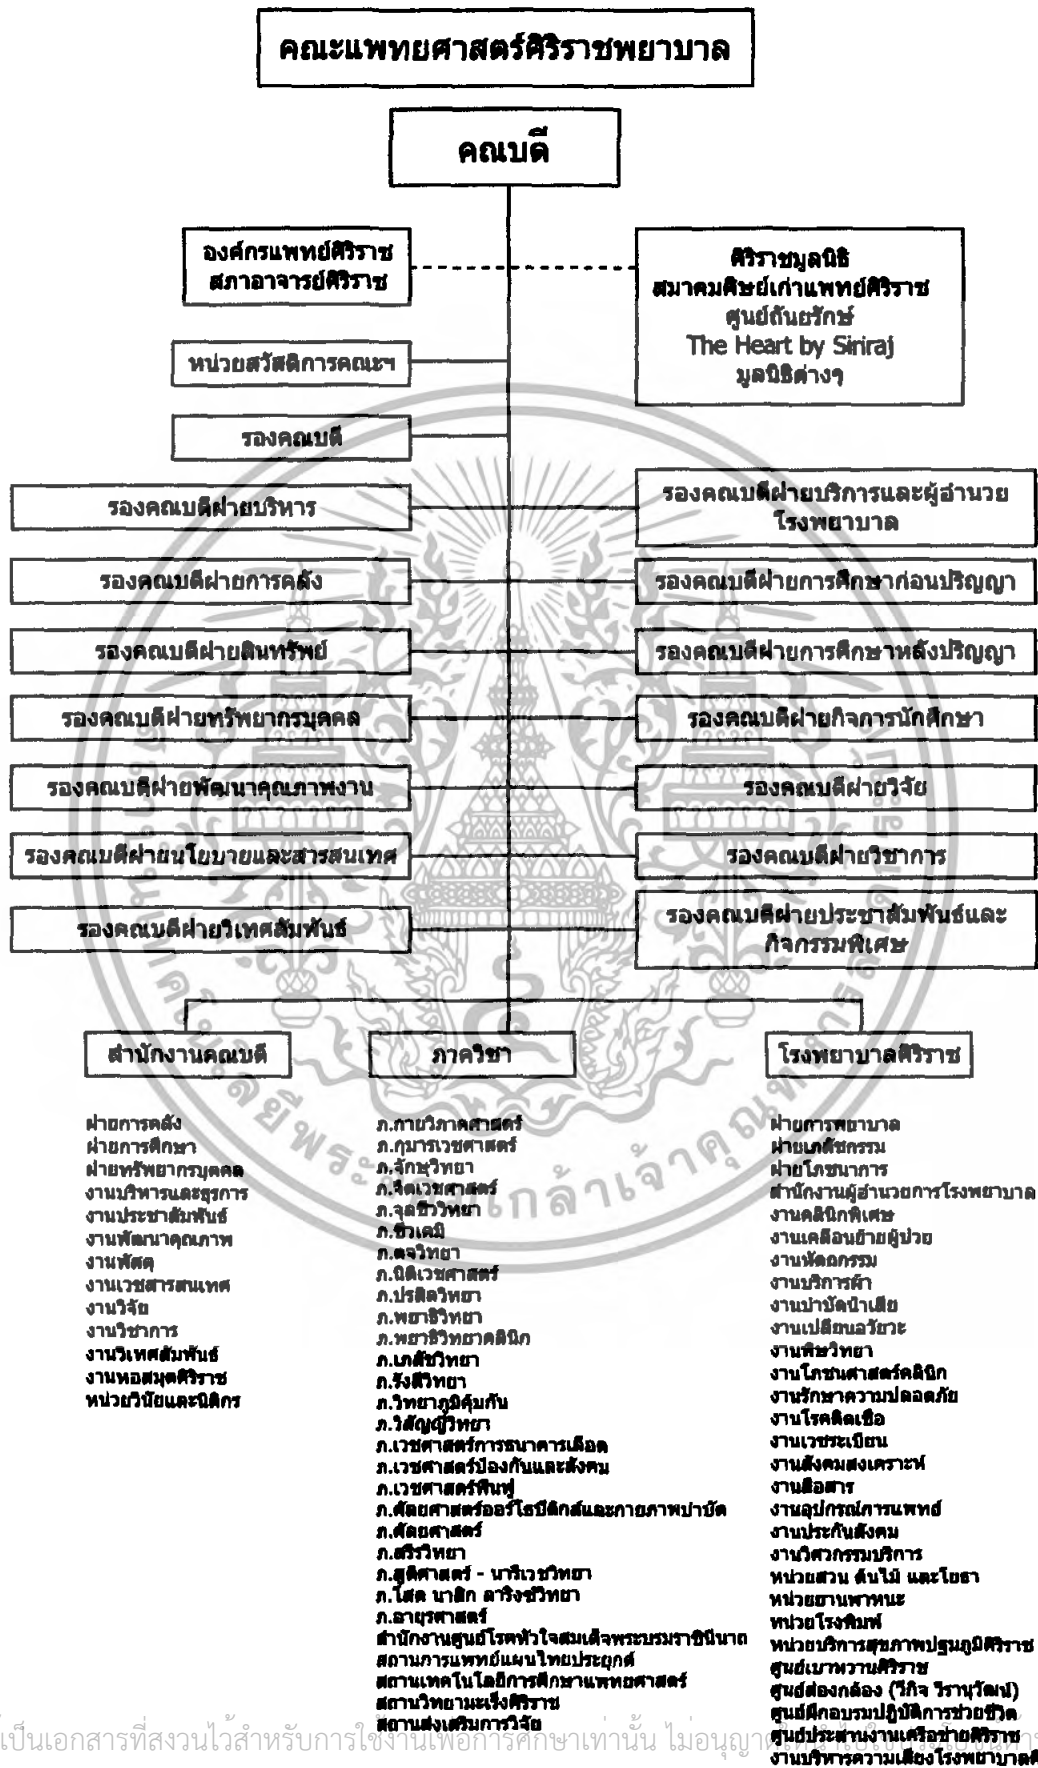 คณะแพทยศาสตร์ศิริราชพยาบาล
คณบดี
องค์กรแพทย์ศิริราช
สภาอาจารย์ศิริราช
ศิริราชมูลนิธิ
สมาคมศิษย์เก่าแพทย์ศิริราช
ศูนย์ถันยรักษ์
The Heart by Siriraj
มูลนิธิต่างๆ
หน่วยสวัสดิการคณะฯ
รองคณบดี
รองคณบดีฝ่ายบริหาร
รองคณบดีฝ่ายบริการและผู้อำนวย
โรงพยาบาล
รองคณบดีฝ่ายการคลัง
รองคณบดีฝ่ายการศึกษาก่อนปริญญา
รองคณบดีฝ่ายสินทรัพย์
รองคณบดีฝ่ายการศึกษาหลังปริญญา
รองคณบดีฝ่ายทรัพยากรบุคคล
รองคณบดีฝ่ายกิจการนักศึกษา
รองคณบดีฝ่ายพัฒนาคุณภาพงาน
รองคณบดีฝ่ายวิจัย
รองคณบดีฝ่ายนโยบายและสารสนเทศ
รองคณบดีฝ่ายวิชาการ
รองคณบดีฝ่ายวิเทศสัมพันธ์
รองคณบดีฝ่ายประชาสัมพันธ์และ
กิจกรรมพิเศษ
สำนักงานคณบดี
ฝ่ายการคลัง
ฝ่ายการศึกษา
ฝ่ายทรัพยากรบุคคล
งานบริหารและธุรการ
งานประชาสัมพันธ์
งานพัฒนาคุณภาพ
งานพัสดุ
งานเวชสารสนเทศ
งานวิจัย
งานวิชาการ
งานวิเทศสัมพันธ์
งานหอสมุดศิริราช
หน่วยวินัยและนิติกร
ภาควิชา
ภ.กายวิภาคศาสตร์
ภ.กุมารเวชศาสตร์
ภ.จักษุวิทยา
ภ.จิตเวชศาสตร์
ภ.จุลชีววิทยา
ภ.ชีวเคมี
ภ.ตจวิทยา
ภ.นิติเวชศาสตร์
ภ.ปรสิตวิทยา
ภ.พยาธิวิทยา
ภ.พยาธิวิทยาคลินิก
ภ.เภสัชวิทยา
ภ.รังสีวิทยา
ภ.วิทยาภูมิคุ้มกัน
ภ.วิสัญญีวิทยา
ภ.เวชศาสตร์การธนาคารเลือด
ภ.เวชศาสตร์ป้องกันและสังคม
ภ.เวชศาสตร์ฟื้นฟู
ภ.ศัลยศาสตร์ออร์โธปิดิกส์และกายภาพบำบัด
ภ.ศัลยศาสตร์
ภ.สรีรวิทยา
ภ.สูติศาสตร์ - นารีเวชวิทยา
ภ.โสต นาสิก ลาริงซ์วิทยา
ภ.อายุรศาสตร์
สำนักงานศูนย์โรคหัวใจสมเด็จพระบรมราชินีนาถ
สถานการแพทย์แผนไทยประยุกต์
สถานเทคโนโลยีการศึกษาแพทยศาสตร์
สถานวิทยามะเร็งศิริราช
สถานส่งเสริมการวิจัย
โรงพยาบาลศิริราช
ฝ่ายการพยาบาล
ฝ่ายเภสัชกรรม
ฝ่ายโภชนาการ
สำนักงานผู้อำนวยการโรงพยาบาล
งานคลินิกพิเศษ
งานเคลื่อนย้ายผู้ป่วย
งานหัตถกรรม
งานบริการผ้า
งานบำบัดน้ำเสีย
งานเปลี่ยนอวัยวะ
งานพิษวิทยา
งานโภชนศาสตร์คลินิก
งานรักษาความปลอดภัย
งานโรคติดเชื้อ
งานเวชระเบียน
งานสังคมสงเคราะห์
งานสื่อสาร
งานอุปกรณ์การแพทย์
งานประกันสังคม
งานวิศวกรรมบริการ
หน่วยสวน ต้นไม้ และโยธา
หน่วยยานพาหนะ
หน่วยโรงพิมพ์
หน่วยบริการสุขภาพปฐมภูมิศิริราช
ศูนย์เบาหวานศิริราช
ศูนย์ส่องกล้อง (วีกิจ วีรานุวัฒน์)
ศูนย์ฝึกอบรมปฏิบัติการช่วยชีวิต
ศูนย์ประสานงานเครือข่ายศิริราช
งานบริหารความเสี่ยงโรงพยาบาลศิ
เป็นเอกสารที่สงวนไว้สำหรับการใช้งานเพื่อการศึกษาเท่านั้น ไม่อนุญาต